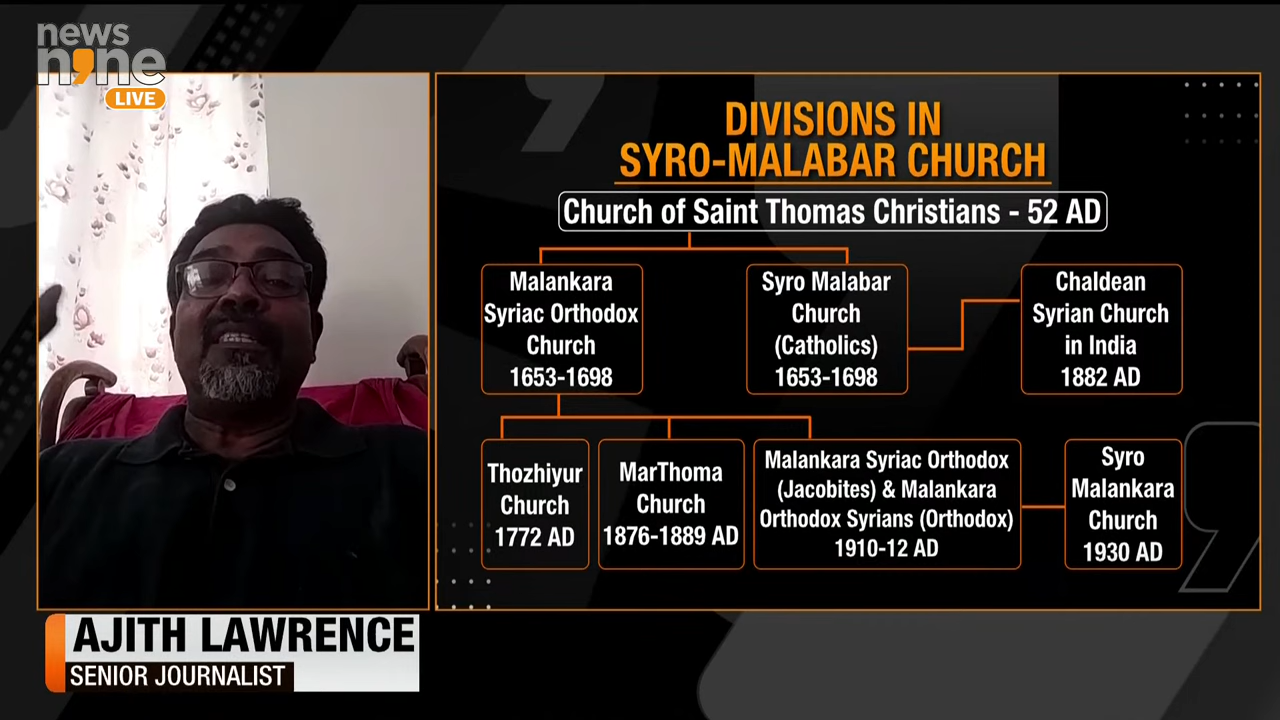 news
nine
LIVE
DIVISIONS IN
SYRO-MALABAR CHURCH
Church of Saint Thomas Christians - 52 AD
Malankara
Syriac Orthodox
Church
1653-1698
Syro Malabar
Church
(Catholics)
1653-1698
Chaldean
Syrian Church
in India
1882 AD
Thozhiyur
Church
1772 AD
MarThoma
Church
1876-1889 AD
Malankara Syriac Orthodox
(Jacobites) & Malankara
Orthodox Syrians (Orthodox)
1910-12 AD
Syro
Malankara
Church
1930 AD
AJITH LAWRENCE
SENIOR JOURNALIST